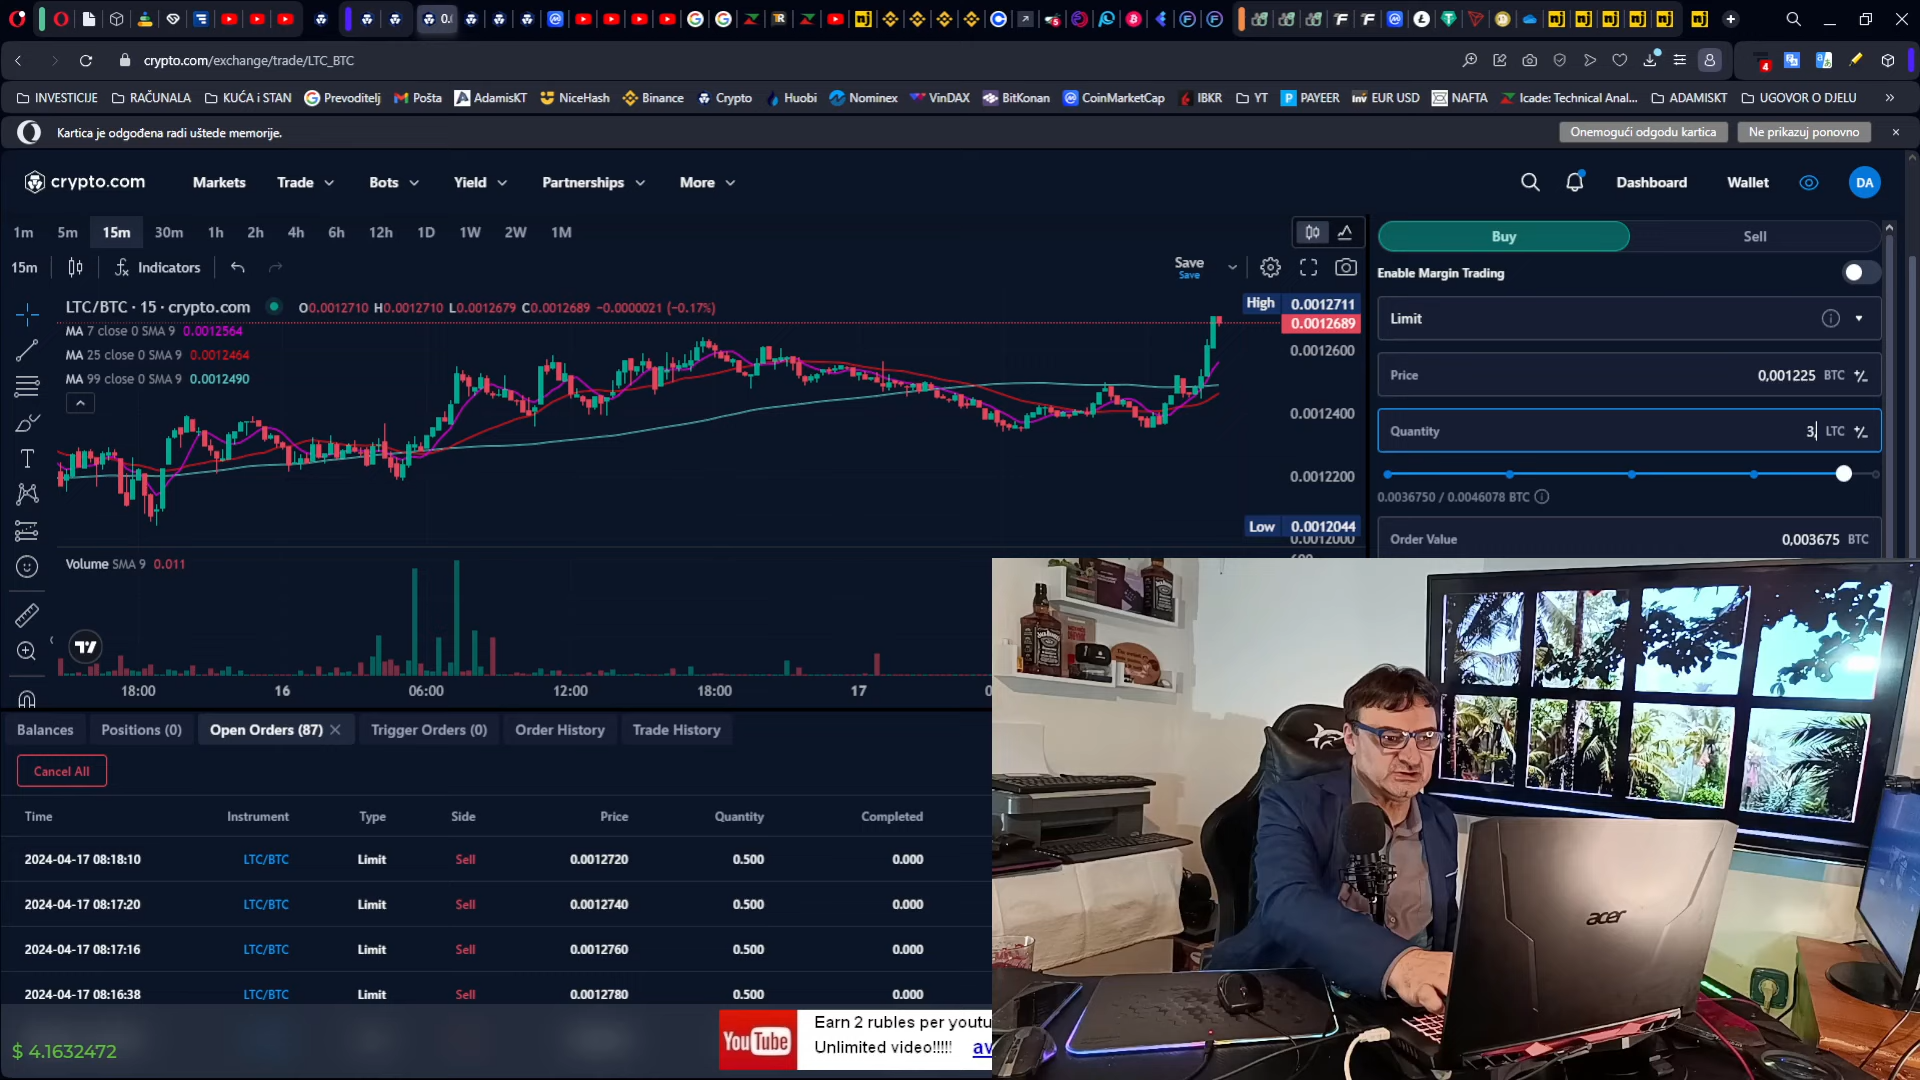 0.0
crypto.com/exchange/trade/LTC_BTC
4
INVESTICIJE
RAČUNALA
KUĆA i STAN
Prevoditelj
Pošta
AdamisKT
NiceHash
Binance
Crypto
Huobi
Nominex
VinDAX
BitKonan
CoinMarketCap
IBKR
YT
PAYEER
EUR USD
NAFTA
Icade: Technical Anal...
ADAMISKT
UGOVOR O DJELU
»
Kartica je odgođena radi uštede memorije.
Onemogući odgodu kartica
Ne prikazuj ponovno
crypto.com
Markets
Trade
Bots
Yield
Partnerships
More
Dashboard
Wallet
DA
1m 5m 15m 30m 1h 2h 4h 6h 12h 1D 1W 2W 1M
15m
Indicators
Save
Save
LTC/BTC · 15 · crypto.com
O0.0012710 H0.0012710 L0.0012679 C0.0012689 −0.0000021 (−0.17%)
MA 7 close 0 SMA 9 0.0012564
MA 25 close 0 SMA 9 0.0012464
MA 99 close 0 SMA 9 0.0012490
High 0.0012711
0.0012689
0.0012600
0.0012400
0.0012200
Low 0.0012044
0.0012000
Volume SMA 9 0.011
18:00 16 06:00 12:00 18:00 17
Buy
Sell
Enable Margin Trading
Limit
Price 0,001225 BTC
Quantity 3 LTC
0.0036750 / 0.0046078 BTC
Order Value 0,003675 BTC
Balances
Positions (0)
Open Orders (87)
Trigger Orders (0)
Order History
Trade History
Cancel All
Time Instrument Type Side Price Quantity Completed
2024-04-17 08:18:10 LTC/BTC Limit Sell 0.0012720 0.500 0.000
2024-04-17 08:17:20 LTC/BTC Limit Sell 0.0012740 0.500 0.000
2024-04-17 08:17:16 LTC/BTC Limit Sell 0.0012760 0.500 0.000
2024-04-17 08:16:38 LTC/BTC Limit Sell 0.0012780 0.500 0.000
$ 4.1632472
YouTube
Earn 2 rubles per youtu
Unlimited video!!!!!
av
acer